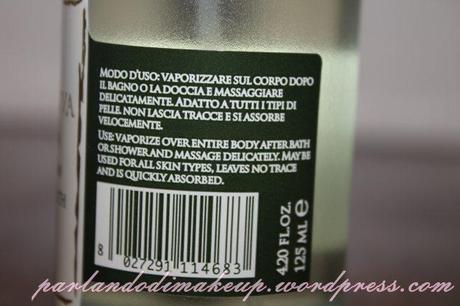 MODO D'USO: VAPORIZZARE SUL CORPO DOPO
IL BAGNO O LA DOCCIA E MASSAGGIARE
DELICATAMENTE. ADATTO A TUTTI I TIPI DI
PELLE. NON LASCIA TRACCE E SI ASSORBE
VELOCEMENTE.
USE: VAPORIZE OVER ENTIRE BODY AFTER BATH
OR SHOWER AND MASSAGE DELICATELY. MAY BE
USED FOR ALL SKIN TYPES, LEAVES NO TRACE
AND IS QUICKLY ABSORBED.
8 027291 114683
4.20 FL.OZ.
125 ML e
parlandodimakeup.wordpress.com